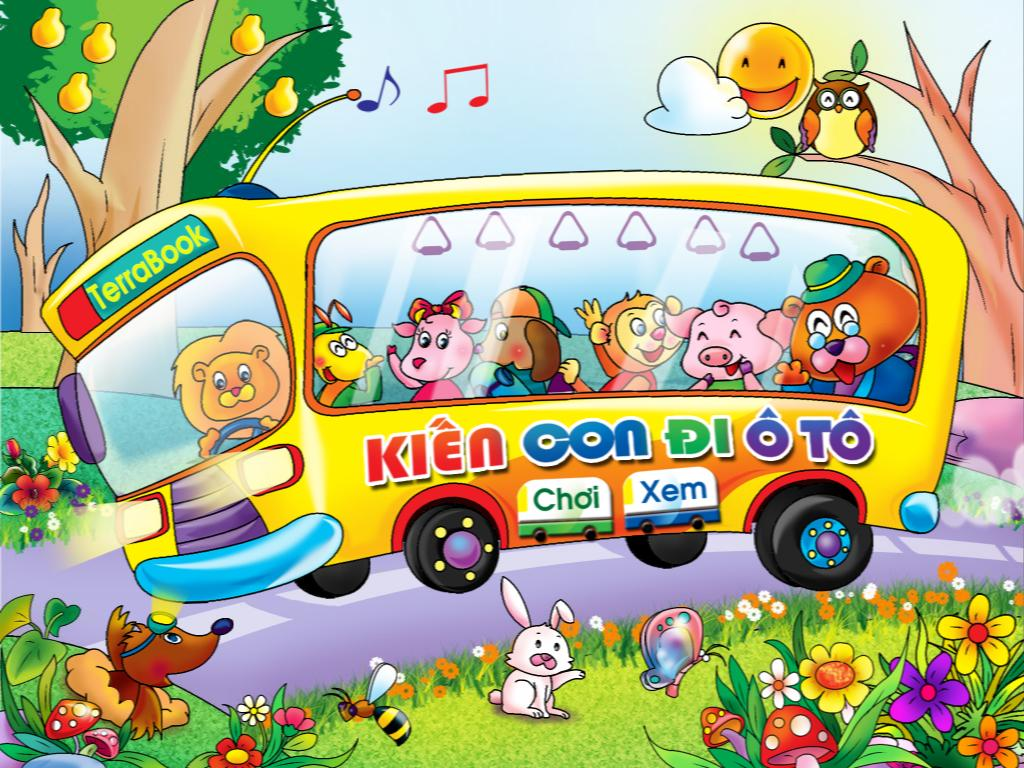 TerraBook
KIẾN CON ĐI Ô TÔ
Chơi Xem